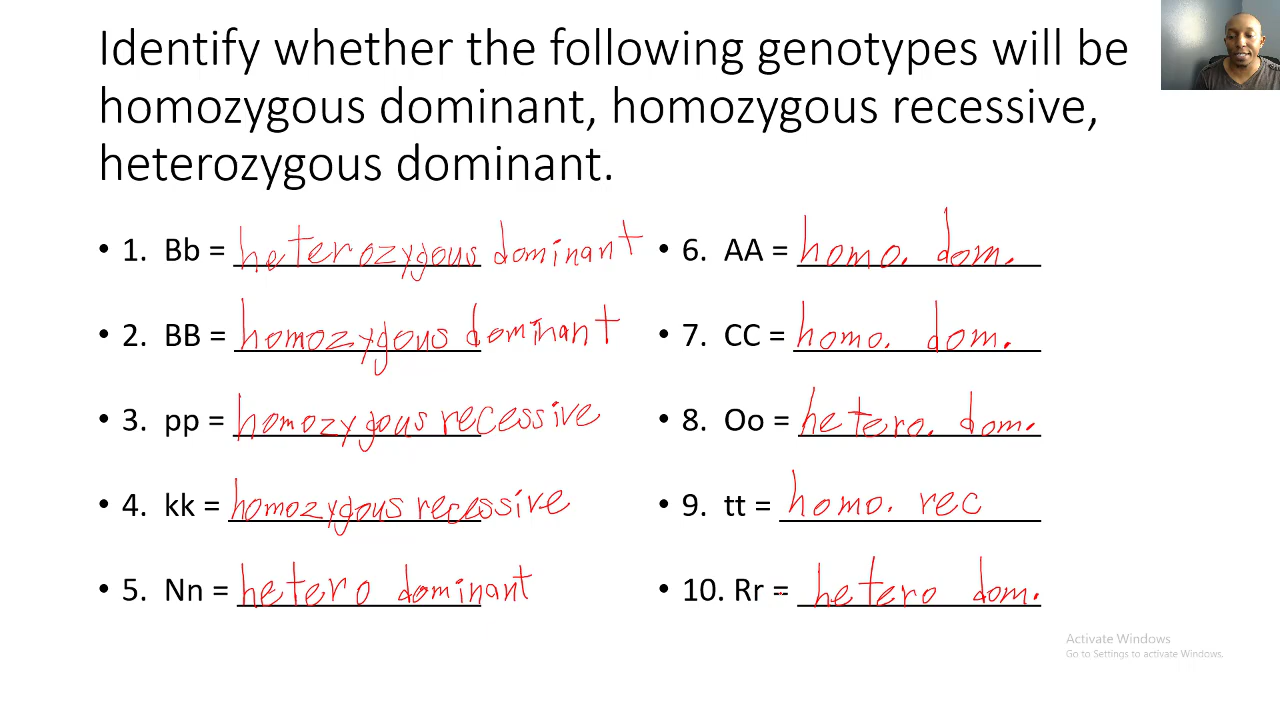 Identify whether the following genotypes will be
homozygous dominant, homozygous recessive,
heterozygous dominant.
• 1. Bb = heterozygous dominant
• 2. BB = homozygous dominant
• 3. pp = homozygous recessive
• 4. kk = homozygous recessive
• 5. Nn = hetero dominant
• 6. AA = homo. dom.
• 7. CC = homo. dom.
• 8. Oo = hetero. dom.
• 9. tt = homo. rec
• 10. Rr = hetero dom.
Activate Windows
Go to Settings to activate Windows.